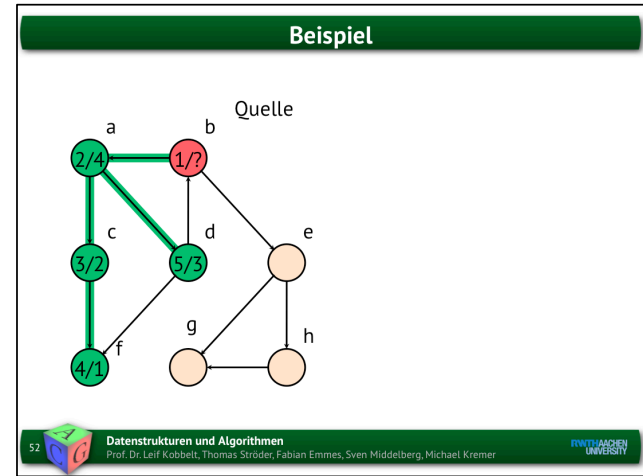 Beispiel
Quelle
a
b
2/4
1/?
c
d
e
3/2
5/3
g
h
f
4/1
52
A
C
G
Datenstrukturen und Algorithmen
Prof. Dr. Leif Kobbelt, Thomas Ströder, Fabian Emmes, Sven Middelberg, Michael Kremer
RWTHAACHEN
UNIVERSITY